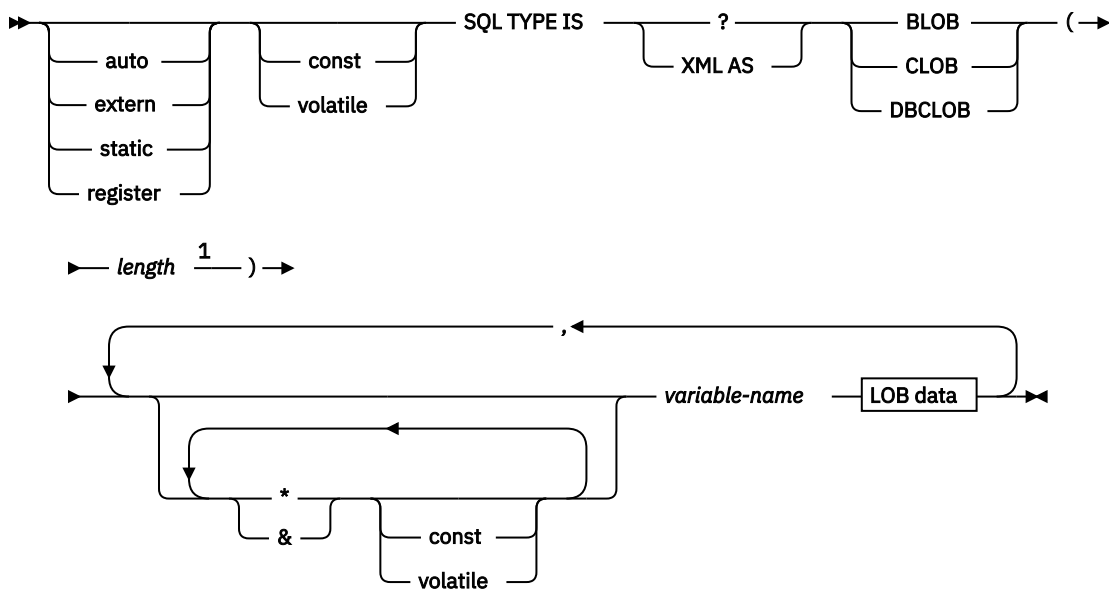 SQL TYPE IS ? BLOB (
auto const XML AS CLOB
extern volatile DBCLOB
static
register
length 1 )
,
variable-name LOB data
*
& const
volatile